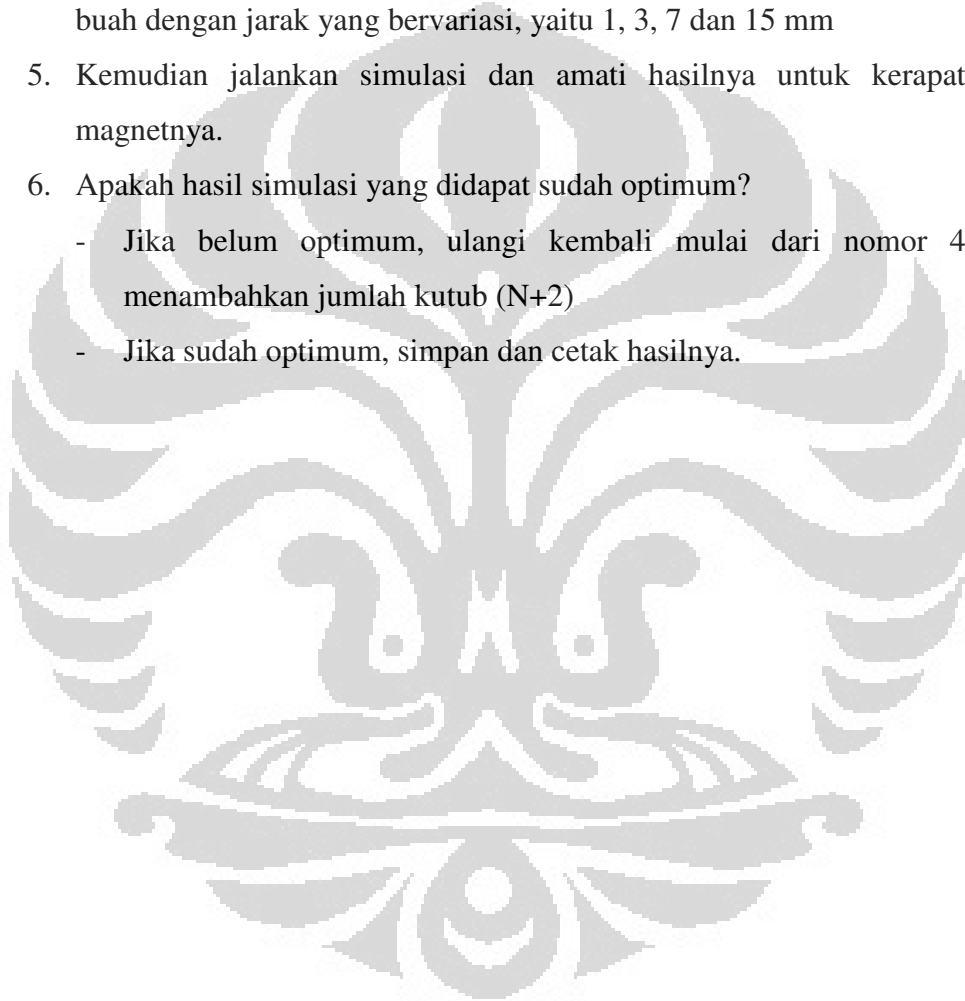 buah dengan jarak yang bervariasi, yaitu 1, 3, 7 dan 15 mm
5. Kemudian jalankan simulasi dan amati hasilnya untuk kerapat
magnetnya.
6. Apakah hasil simulasi yang didapat sudah optimum?
- Jika belum optimum, ulangi kembali mulai dari nomor 4
menambahkan jumlah kutub (N+2)
- Jika sudah optimum, simpan dan cetak hasilnya.